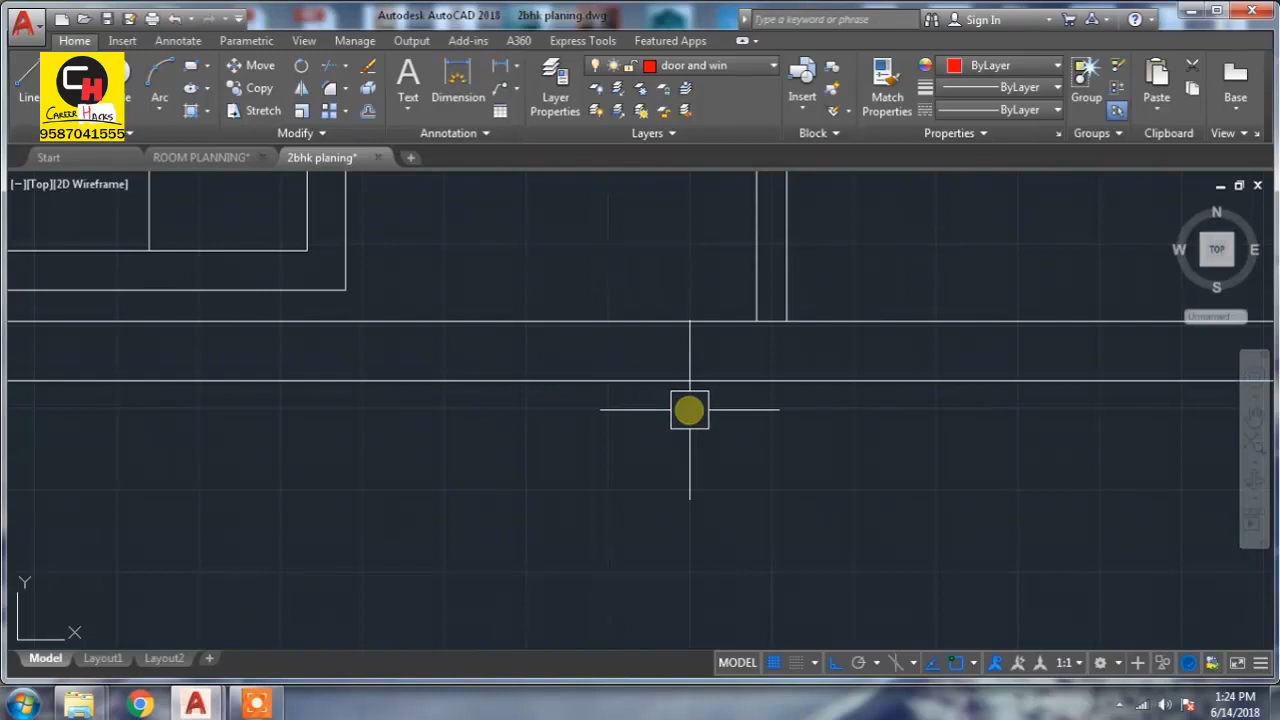 Autodesk AutoCAD 2018 2bhk planing.dwg
Type a keyword or phrase
Sign In
Home Insert Annotate Parametric View Manage Output Add-ins A360 Express Tools Featured Apps
Line Arc
Move
Copy
Stretch
Text
Dimension
Layer
Properties
door and win
Insert
Match
Properties
ByLayer
ByLayer
ByLayer
Group
Paste
Base
Modify Annotation Layers Block Properties Groups Clipboard View
CH
Career Hacks
9587041555
Start ROOM PLANNING* 2bhk planing*
[−][Top][2D Wireframe]
N
W TOP E
S
Unnamed
Y
X
Model Layout1 Layout2
MODEL 1:1
1:24 PM
6/14/2018